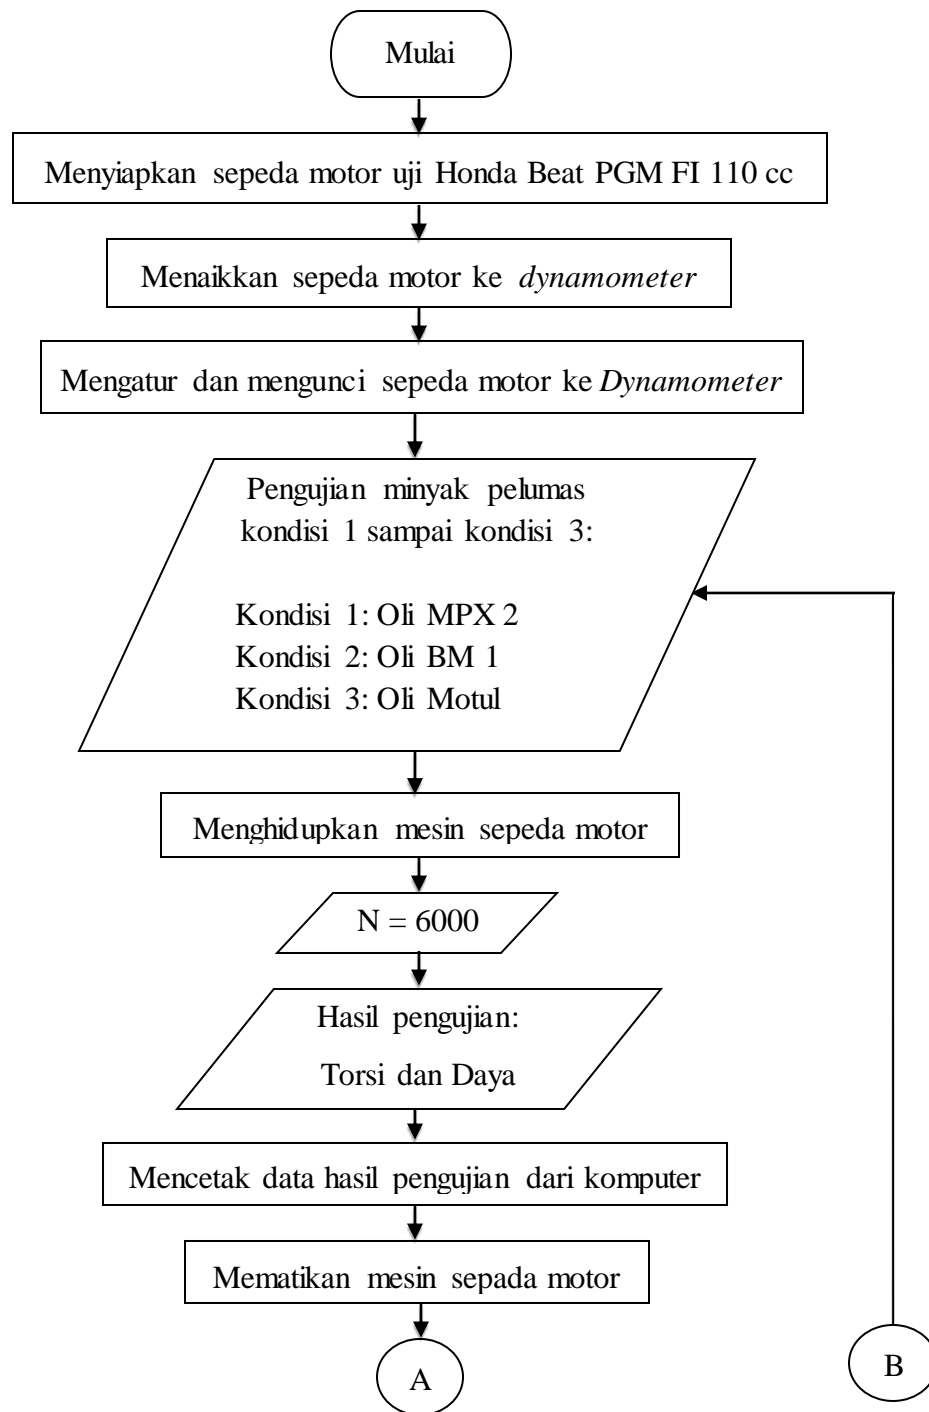 Mulai
Menyiapkan sepeda motor uji Honda Beat PGM FI 110 cc
Menaikkan sepeda motor ke dynamometer
Mengatur dan mengunci sepeda motor ke Dynamometer
Pengujian minyak pelumas
kondisi 1 sampai kondisi 3:
Kondisi 1: Oli MPX 2
Kondisi 2: Oli BM 1
Kondisi 3: Oli Motul
Menghidupkan mesin sepeda motor
N = 6000
Hasil pengujian:
Torsi dan Daya
Mencetak data hasil pengujian dari komputer
Mematikan mesin sepada motor
A
B